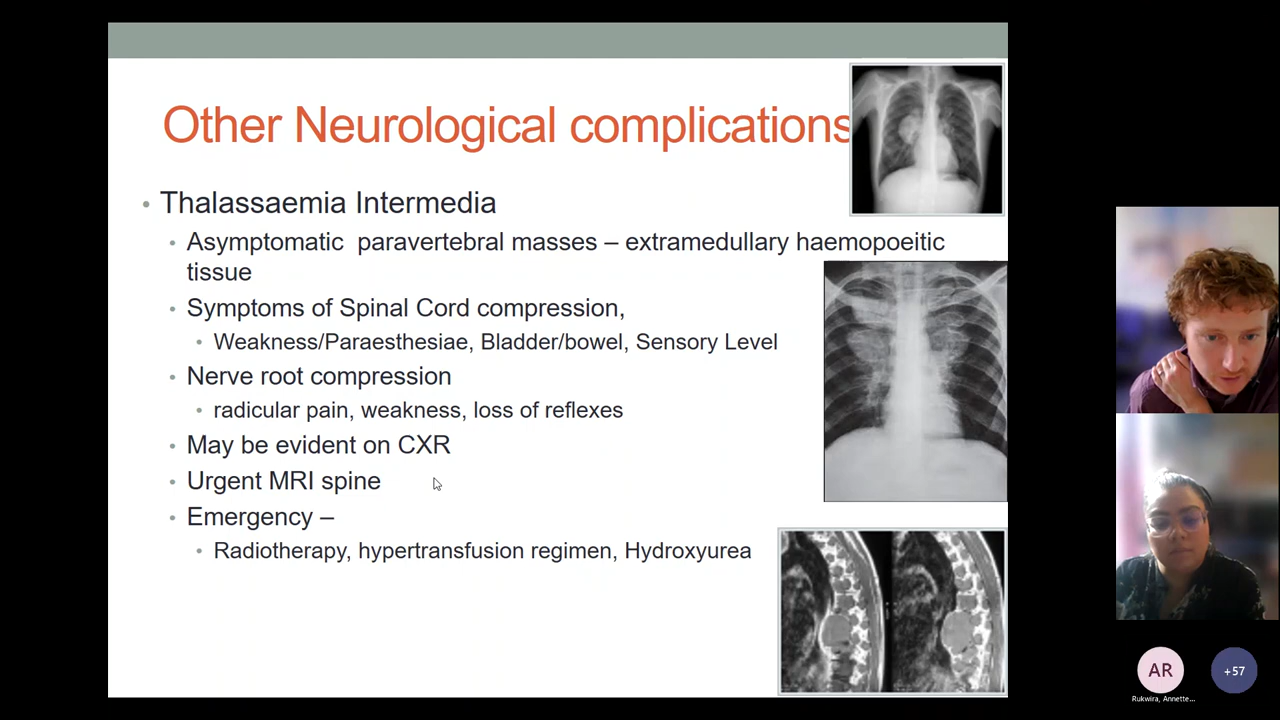 Other Neurological complications
• Thalassaemia Intermedia
• Asymptomatic paravertebral masses – extramedullary haemopoeitic
tissue
• Symptoms of Spinal Cord compression,
• Weakness/Paraesthesiae, Bladder/bowel, Sensory Level
• Nerve root compression
• radicular pain, weakness, loss of reflexes
• May be evident on CXR
• Urgent MRI spine
• Emergency –
• Radiotherapy, hypertransfusion regimen, Hydroxyurea
AR
+57
Rukwira, Annette...